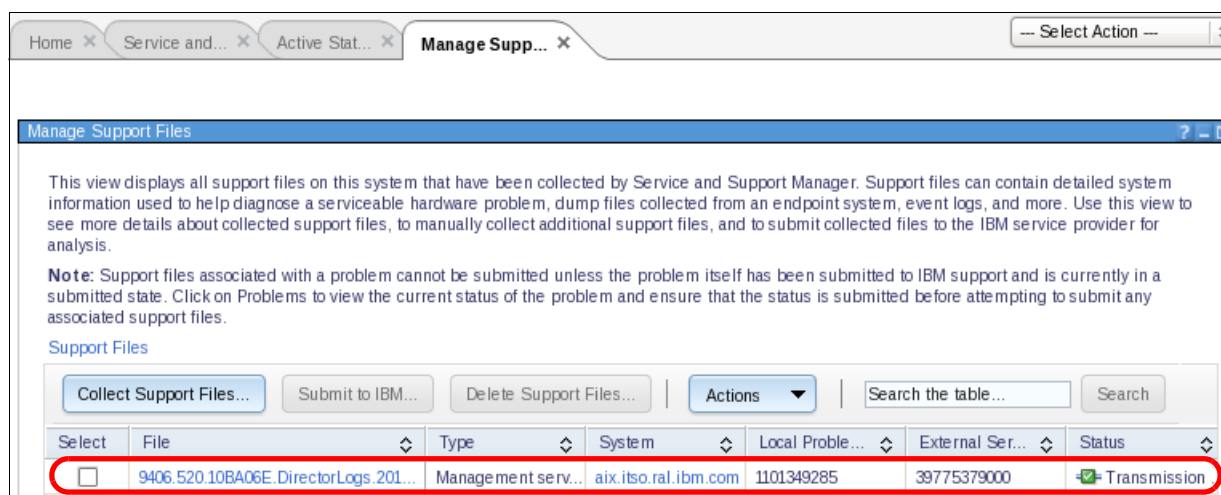 Home
Service and...
Active Stat...
Manage Supp...
--- Select Action ---
Manage Support Files
?
This view displays all support files on this system that have been collected by Service and Support Manager. Support files can contain detailed system
information used to help diagnose a serviceable hardware problem, dump files collected from an endpoint system, event logs, and more. Use this view to
see more details about collected support files, to manually collect additional support files, and to submit collected files to the IBM service provider for
analysis.
Note: Support files associated with a problem cannot be submitted unless the problem itself has been submitted to IBM support and is currently in a
submitted state. Click on Problems to view the current status of the problem and ensure that the status is submitted before attempting to submit any
associated support files.
Support Files
Collect Support Files... Submit to IBM... Delete Support Files... Actions Search the table... Search
Select File Type System Local Proble... External Ser... Status
9406.520.10BA06E.DirectorLogs.201... Management serv... aix.itso.ral.ibm.com 1101349285 39775379000 Transmission